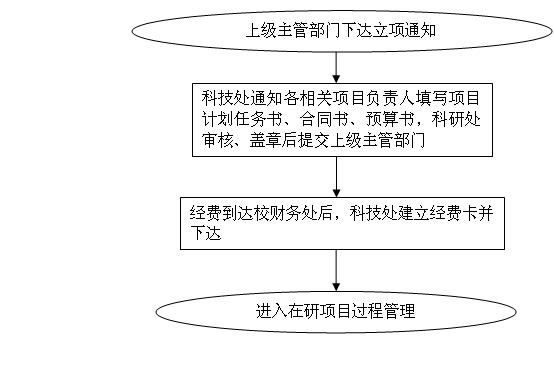 上级主管部门下达立项通知
科技处通知各相关项目负责人填写项目
计划任务书、合同书、预算书，科研处
审核、盖章后提交上级主管部门
经费到达校财务处后，科技处建立经费卡并
下达
进入在研项目过程管理